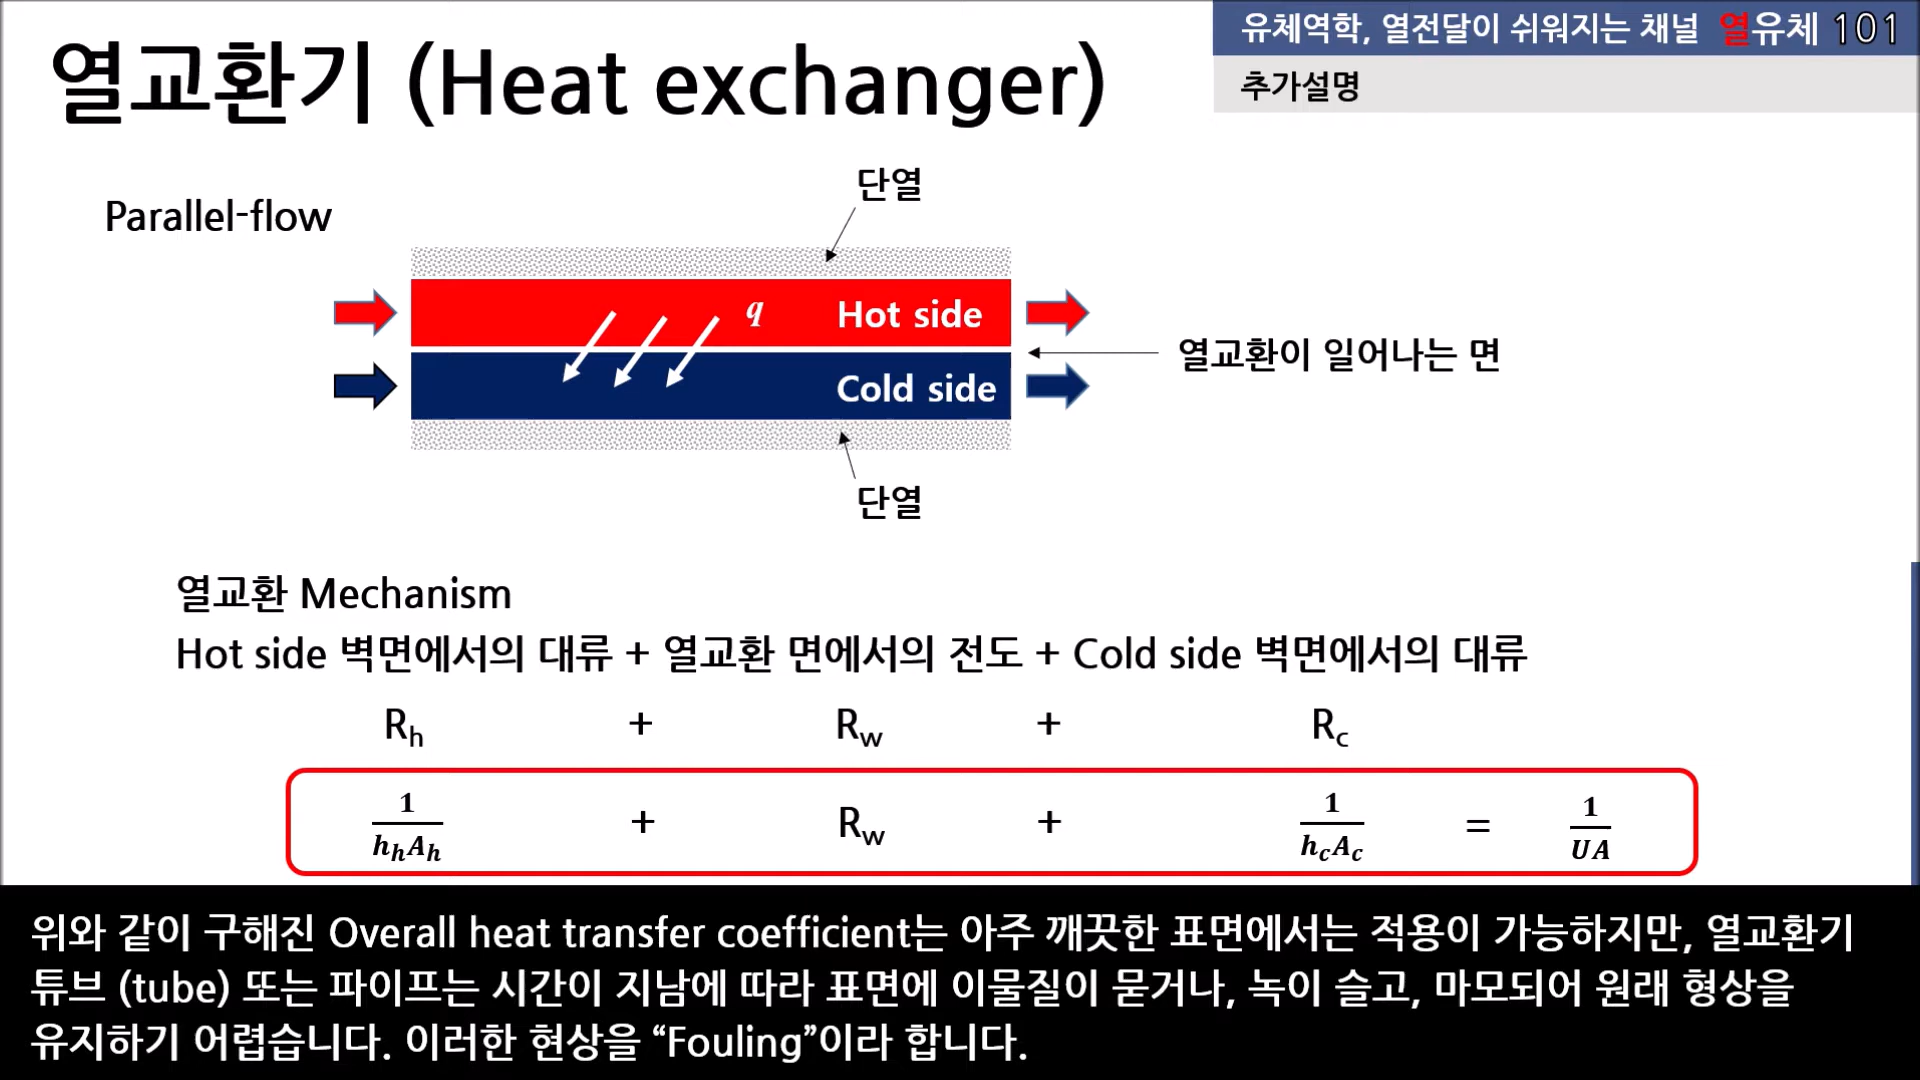 유체역학, 열전달이 쉬워지는 채널 열유체 101
추가설명
열교환기 (Heat exchanger)
Parallel-flow
단열
q
Hot side
Cold side
열교환이 일어나는 면
단열
열교환 Mechanism
Hot side 벽면에서의 대류 + 열교환 면에서의 전도 + Cold side 벽면에서의 대류
R_h + R_w + R_c
1/(h_h A_h) + R_w + 1/(h_c A_c) = 1/(UA)
위와 같이 구해진 Overall heat transfer coefficient는 아주 깨끗한 표면에서는 적용이 가능하지만, 열교환기
튜브 (tube) 또는 파이프는 시간이 지남에 따라 표면에 이물질이 묻거나, 녹이 슬고, 마모되어 원래 형상을
유지하기 어렵습니다. 이러한 현상을 “Fouling”이라 합니다.